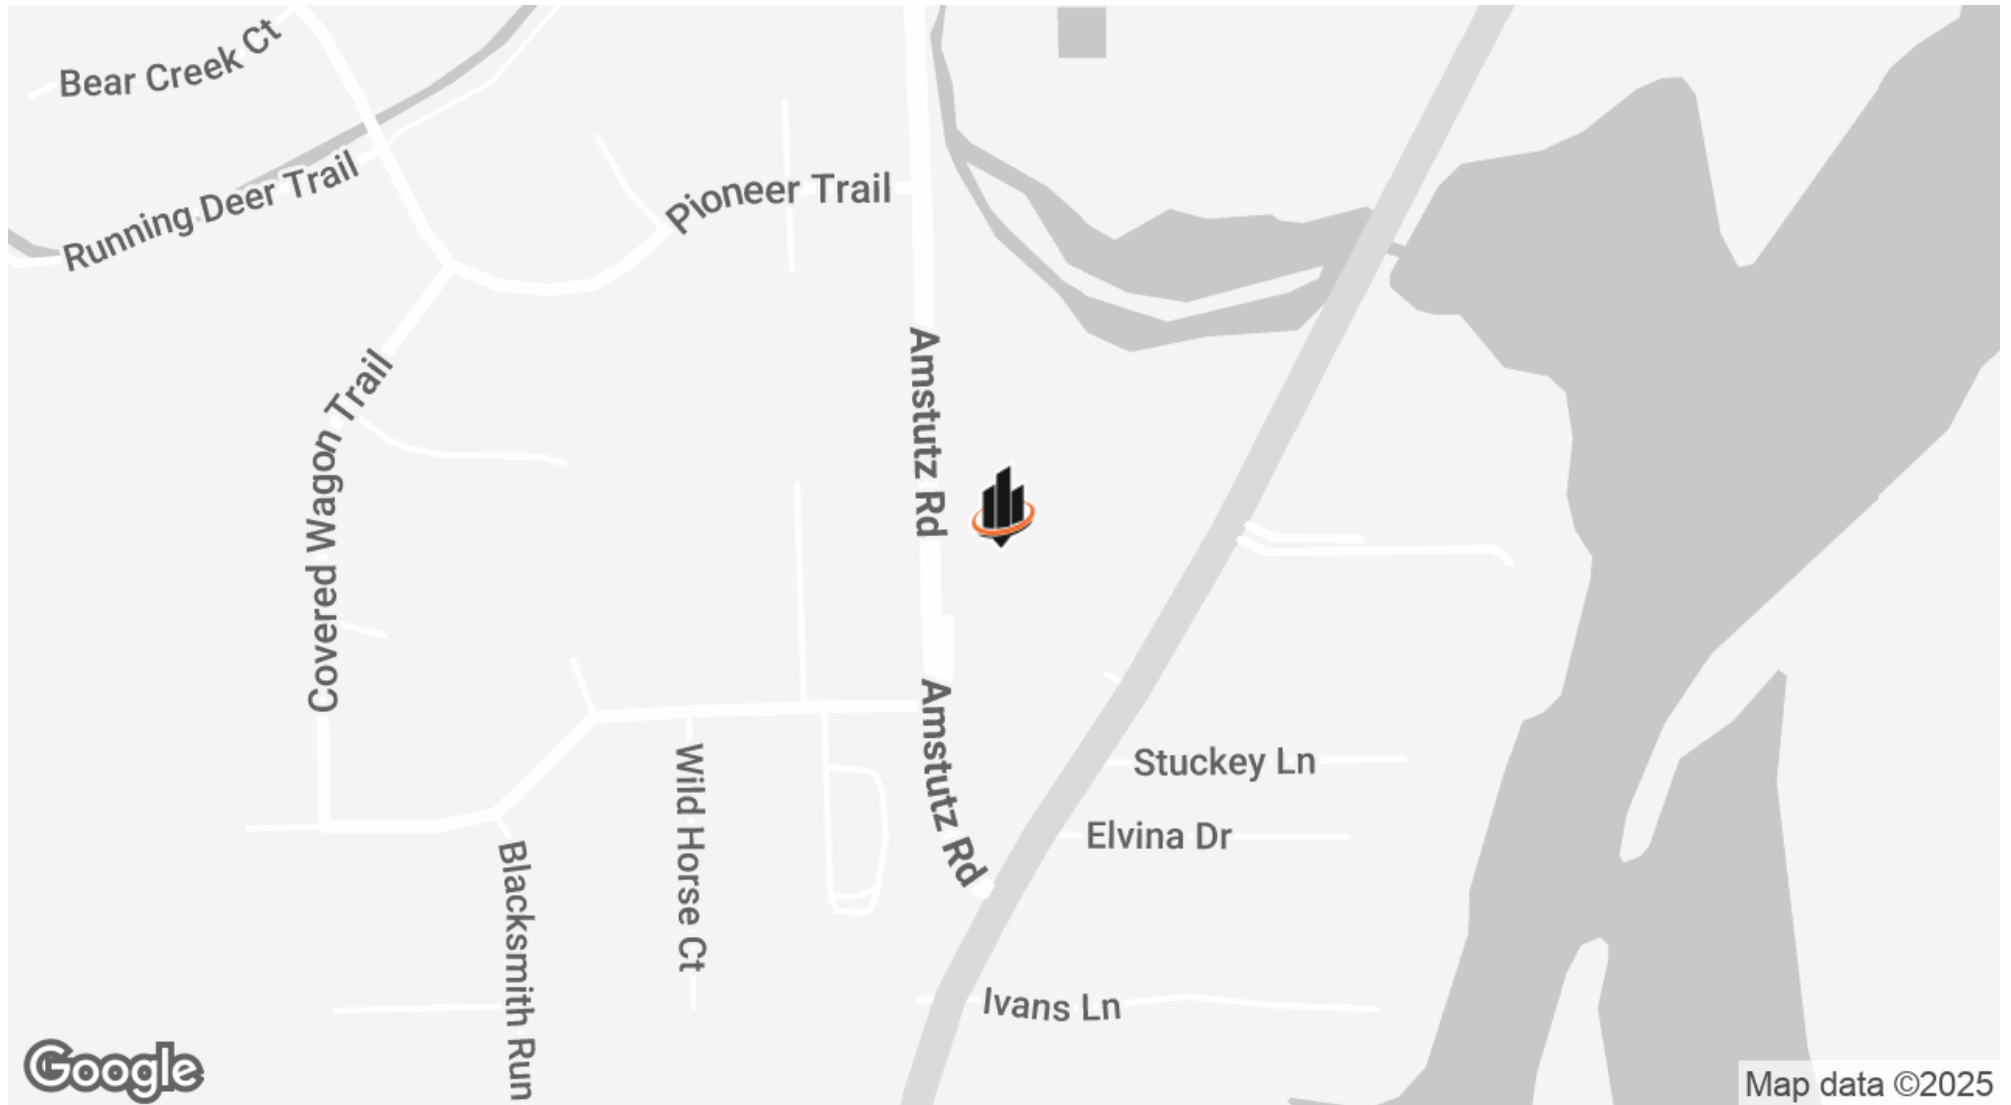 Bear Creek Ct
Running Deer Trail
Pioneer Trail
Amstutz Rd
Covered Wagon Trail
Amstutz Rd
Wild Horse Ct
Stuckey Ln
Elvina Dr
Blacksmith Run
Ivans Ln
Google
Map data ©2025